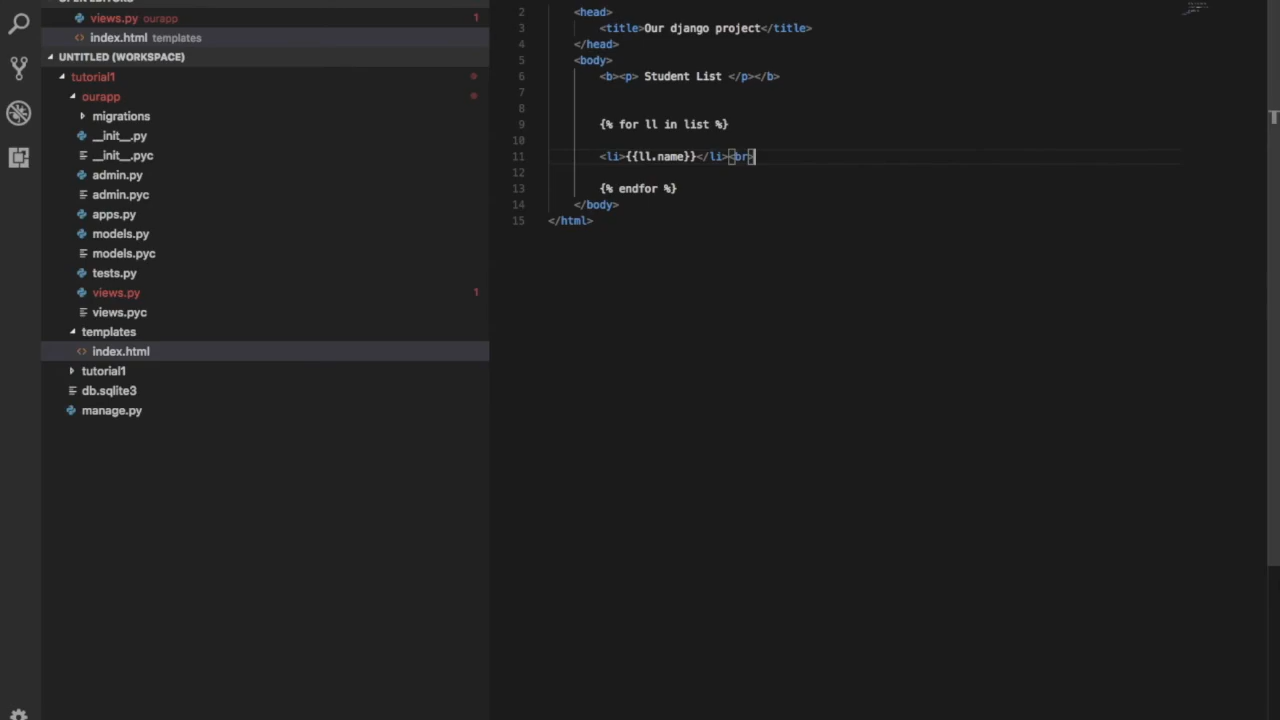 views.py ourapp 1
index.html templates
UNTITLED (WORKSPACE)
tutorial1
ourapp
migrations
__init__.py
__init__.pyc
admin.py
admin.pyc
apps.py
models.py
models.pyc
tests.py
views.py 1
views.pyc
templates
index.html
tutorial1
db.sqlite3
manage.py
2 <head>
3 <title>Our django project</title>
4 </head>
5 <body>
6 <b><p> Student List </p></b>
7
8
9 {% for ll in list %}
10
11 <li>{{ll.name}}</li><br>
12
13 {% endfor %}
14 </body>
15 </html>